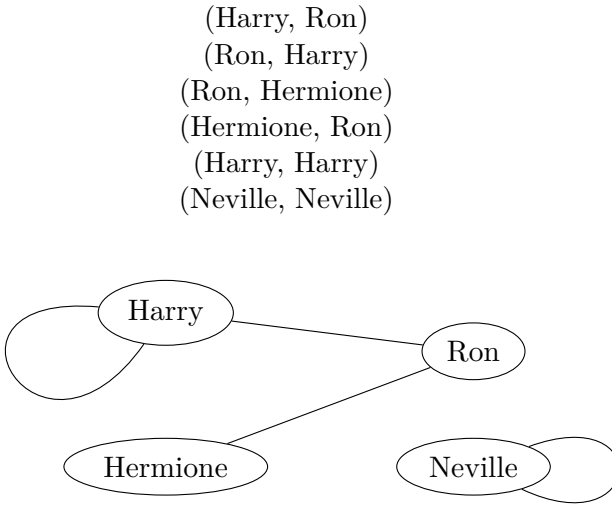 (Harry, Ron)
(Ron, Harry)
(Ron, Hermione)
(Hermione, Ron)
(Harry, Harry)
(Neville, Neville)
Harry
Ron
Hermione
Neville